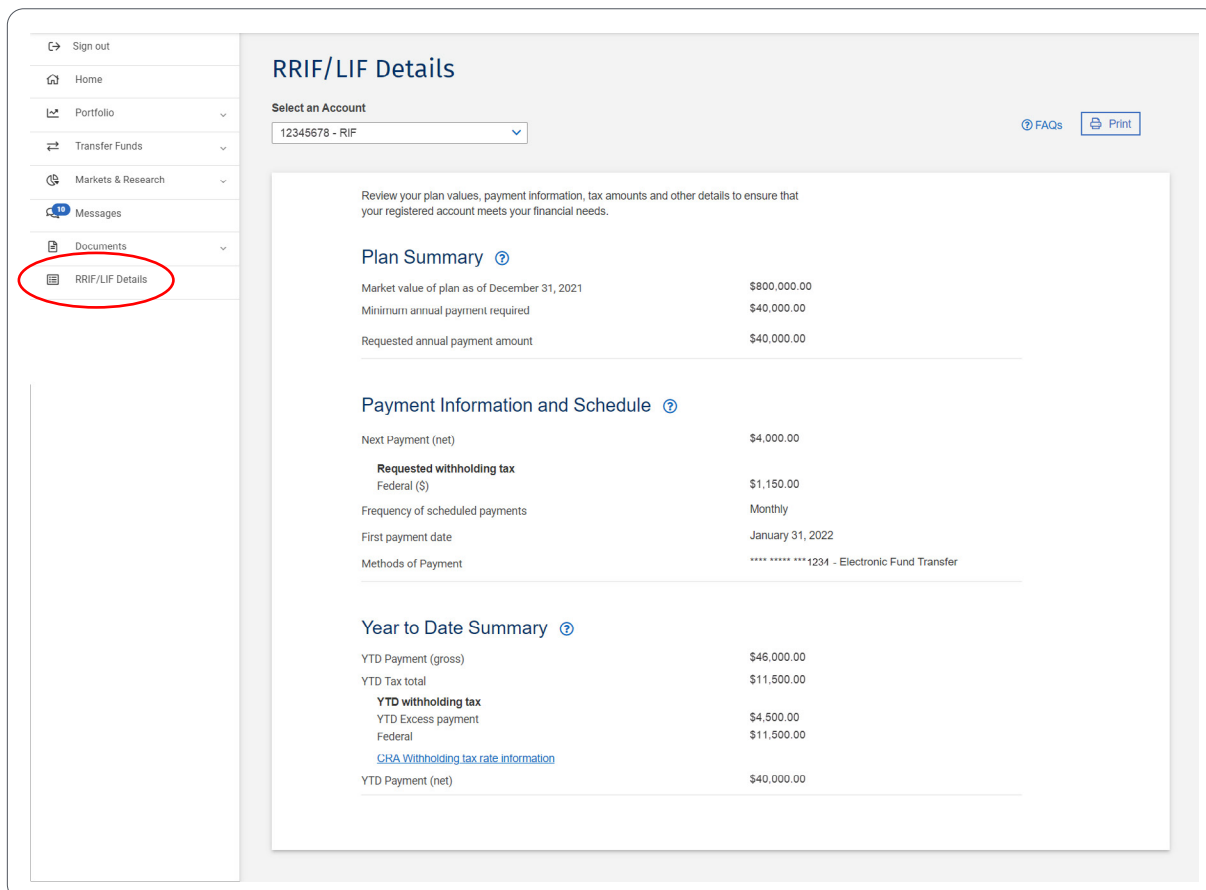 Sign out
Home
Portfolio
Transfer Funds
Markets & Research
10 Messages
Documents
RRIF/LIF Details
RRIF/LIF Details
Select an Account
12345678 - RIF
FAQs
Print
Review your plan values, payment information, tax amounts and other details to ensure that
your registered account meets your financial needs.
Plan Summary
Market value of plan as of December 31, 2021 $800,000.00
Minimum annual payment required $40,000.00
Requested annual payment amount $40,000.00
Payment Information and Schedule
Next Payment (net) $4,000.00
Requested withholding tax
Federal ($) $1,150.00
Frequency of scheduled payments Monthly
First payment date January 31, 2022
Methods of Payment **** ***** ***1234 - Electronic Fund Transfer
Year to Date Summary
YTD Payment (gross) $46,000.00
YTD Tax total $11,500.00
YTD withholding tax
YTD Excess payment $4,500.00
Federal $11,500.00
CRA Withholding tax rate information
YTD Payment (net) $40,000.00